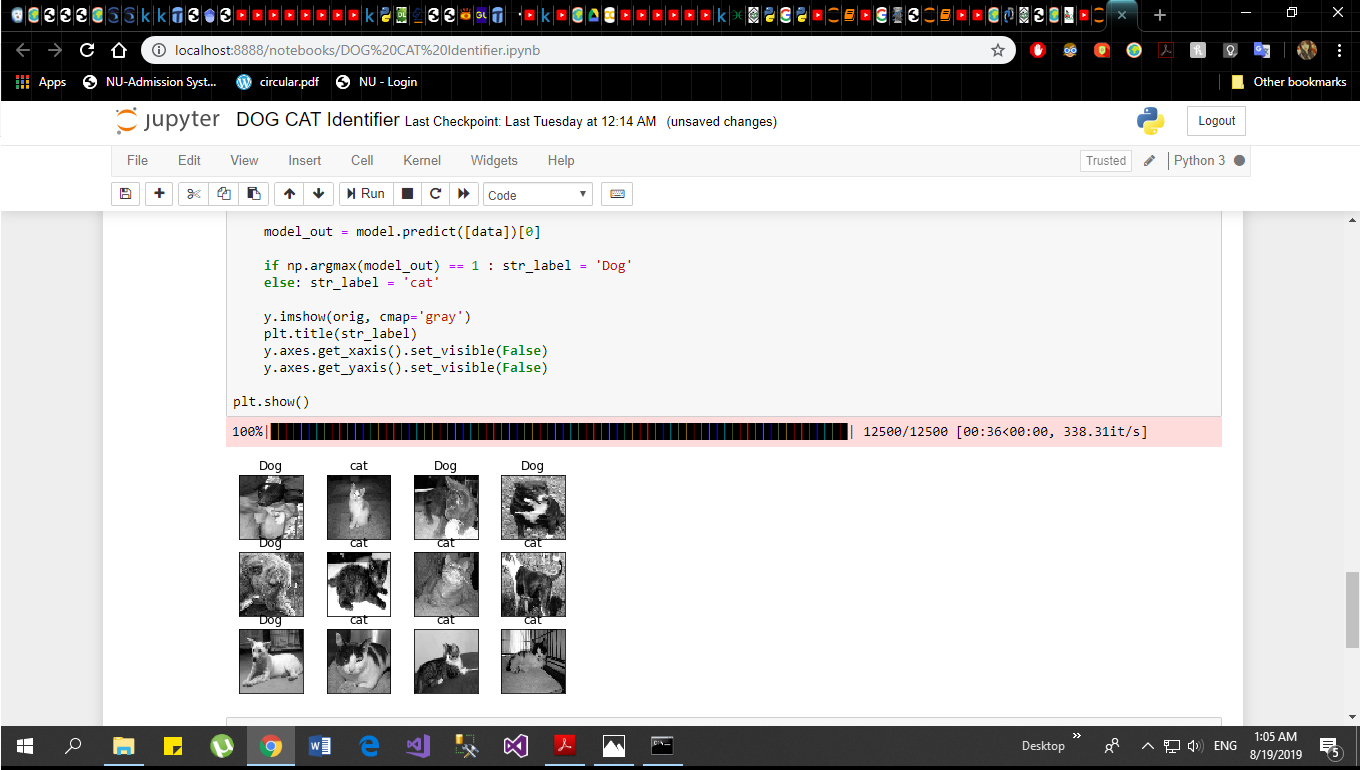 localhost:8888/notebooks/DOG%20CAT%20Identifier.ipynb
Apps NU-Admission Syst... circular.pdf NU - Login Other bookmarks
jupyter DOG CAT Identifier Last Checkpoint: Last Tuesday at 12:14 AM (unsaved changes) Logout
File Edit View Insert Cell Kernel Widgets Help Trusted Python 3
Run Code
model_out = model.predict([data])[0]
if np.argmax(model_out) == 1 : str_label = 'Dog'
else: str_label = 'cat'
y.imshow(orig, cmap='gray')
plt.title(str_label)
y.axes.get_xaxis().set_visible(False)
y.axes.get_yaxis().set_visible(False)
plt.show()
100%| | 12500/12500 [00:36<00:00, 338.31it/s]
Dog cat Dog Dog
Dog cat cat cat
Dog cat cat cat
Desktop ENG 1:05 AM
8/19/2019 5